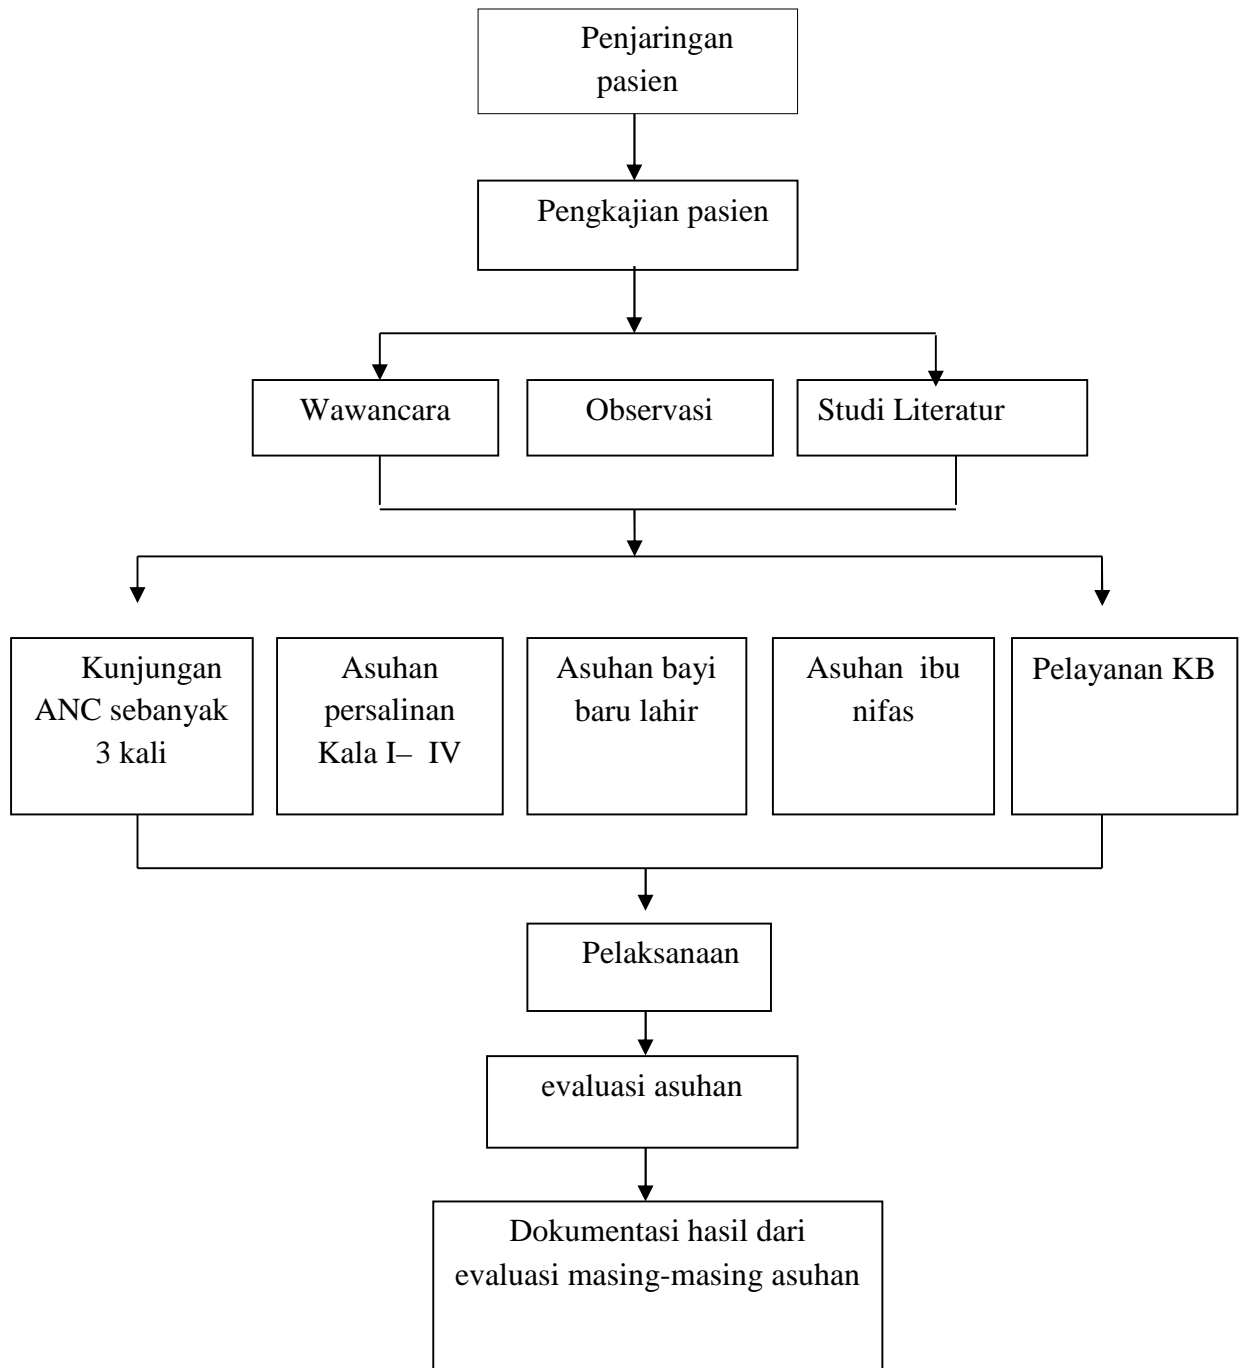 Penjaringan
pasien
Pengkajian pasien
Wawancara
Observasi
Studi Literatur
Kunjungan
ANC sebanyak
3 kali
Asuhan
persalinan
Kala I– IV
Asuhan bayi
baru lahir
Asuhan ibu
nifas
Pelayanan KB
Pelaksanaan
evaluasi asuhan
Dokumentasi hasil dari
evaluasi masing-masing asuhan